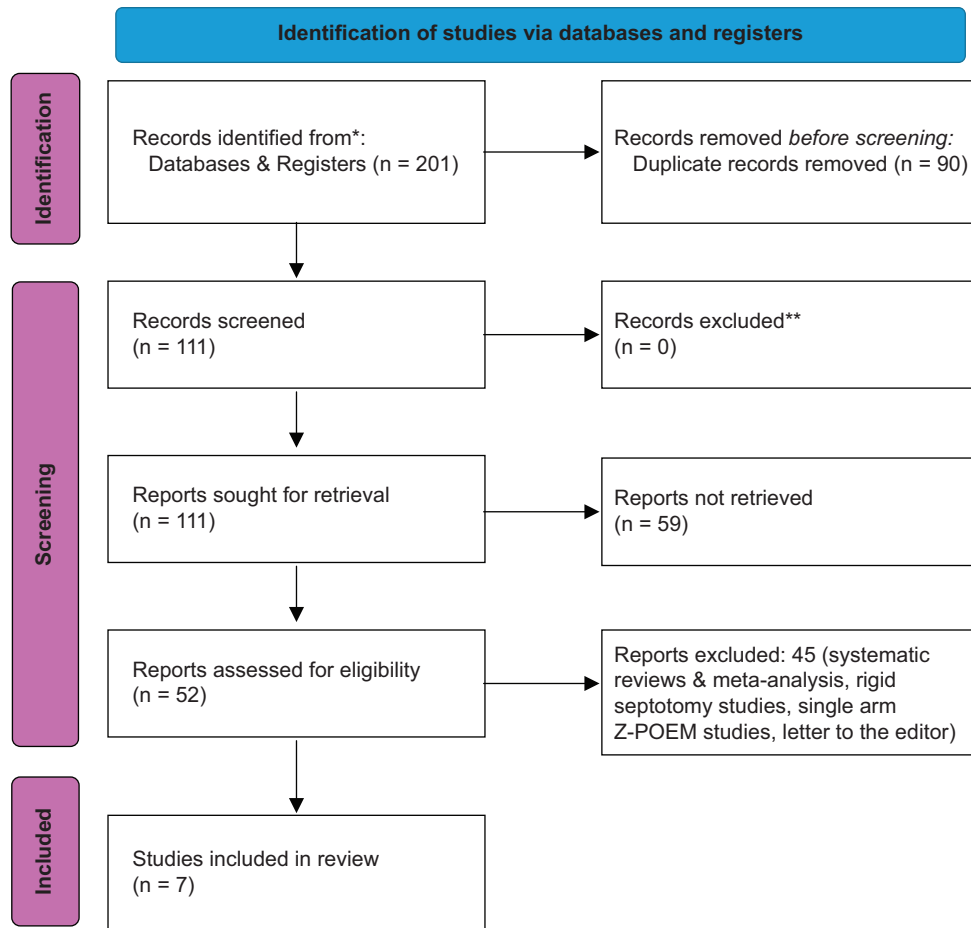 Identification of studies via databases and registers
Identification
Records identified from*:
Databases & Registers (n = 201)
Records removed before screening:
Duplicate records removed (n = 90)
Screening
Records screened
(n = 111)
Records excluded**
(n = 0)
Reports sought for retrieval
(n = 111)
Reports not retrieved
(n = 59)
Reports assessed for eligibility
(n = 52)
Reports excluded: 45 (systematic
reviews & meta-analysis, rigid
septotomy studies, single arm
Z-POEM studies, letter to the editor)
Included
Studies included in review
(n = 7)